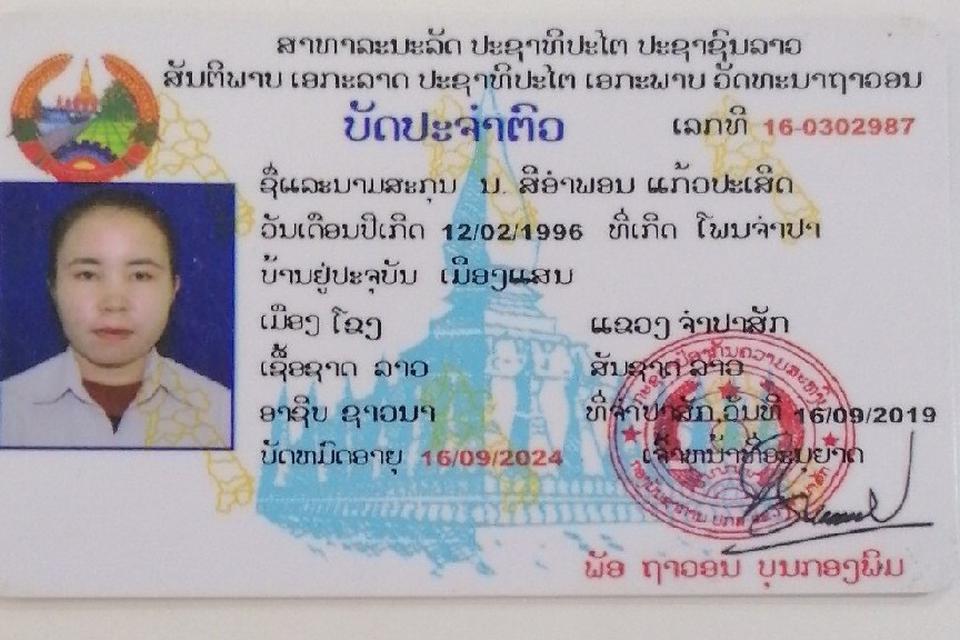 ສາທາລະນະລັດ ປະຊາທິປະໄຕ ປະຊາຊົນລາວ
ສັນຕິພາບ ເອກະລາດ ປະຊາທິປະໄຕ ເອກະພາບ ວັດທະນາຖາວອນ
ບັດປະຈຳຕົວ ເລກທີ 16-0302987
ຊື່ແລະນາມສະກຸນ ນ. ສີອຳພອນ ແກ້ວປະເສີດ
ວັນເດືອນປີເກີດ 12/02/1996 ທີ່ເກີດ ໂພນຈຳປາ
ບ້ານຢູ່ປະຈຸບັນ ເມືອງແສນ
ເມືອງ ໂຂງ ແຂວງ ຈຳປາສັກ
ເຊື້ອຊາດ ລາວ ສັນຊາດ ລາວ
ອາຊີບ ຊາວນາ ທີ່ຈຳປາສັກ,ວັນທີ 16/09/2019
ບັດຫມົດອາຍຸ 16/09/2024 ເຈົ້າຫນ້າທີ່ອະນຸຍາດ
ພັອ ຖາວອນ ບຸນກອງພິມ